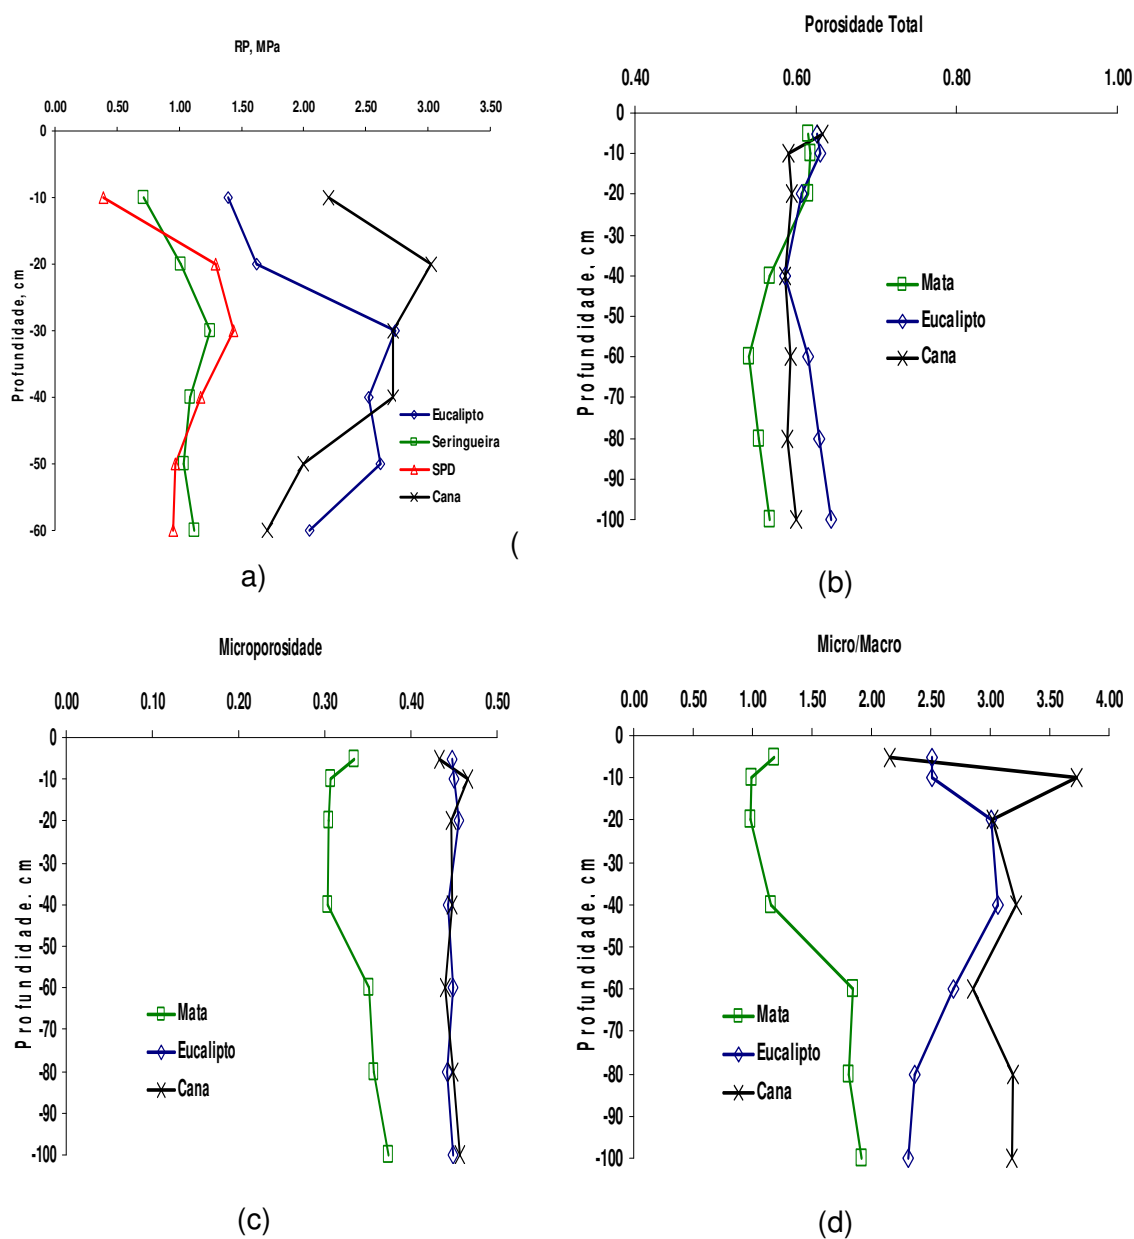 RP, MPa
0.00 0.50 1.00 1.50 2.00 2.50 3.00 3.50
0
-10
-20
-30
-40
-50
-60
Profundidade, cm
Eucalipto
Seringueira
SPD
Cana
(
a)
Porosidade Total
0.40 0.60 0.80 1.00
0
-10
-20
-30
-40
-50
-60
-70
-80
-90
-100
Profundidade, cm
Mata
Eucalipto
Cana
(b)
Microporosidade
0.00 0.10 0.20 0.30 0.40 0.50
0
-10
-20
-30
-40
-50
-60
-70
-80
-90
-100
Profundidade. cm
Mata
Eucalipto
Cana
(c)
Micro/Macro
0.00 0.50 1.00 1.50 2.00 2.50 3.00 3.50 4.00
0
-10
-20
-30
-40
-50
-60
-70
-80
-90
-100
Profundidade. cm
Mata
Eucalipto
Cana
(d)